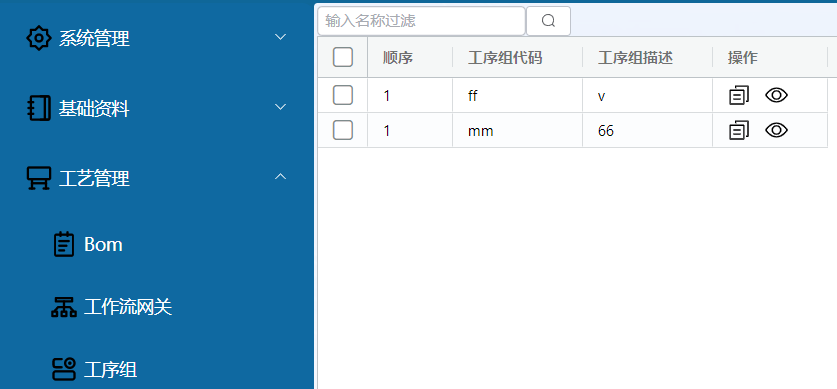 系统管理
基础资料
工艺管理
Bom
工作流网关
工序组
输入名称过滤
顺序 工序组代码 工序组描述 操作
1 ff v
1 mm 66